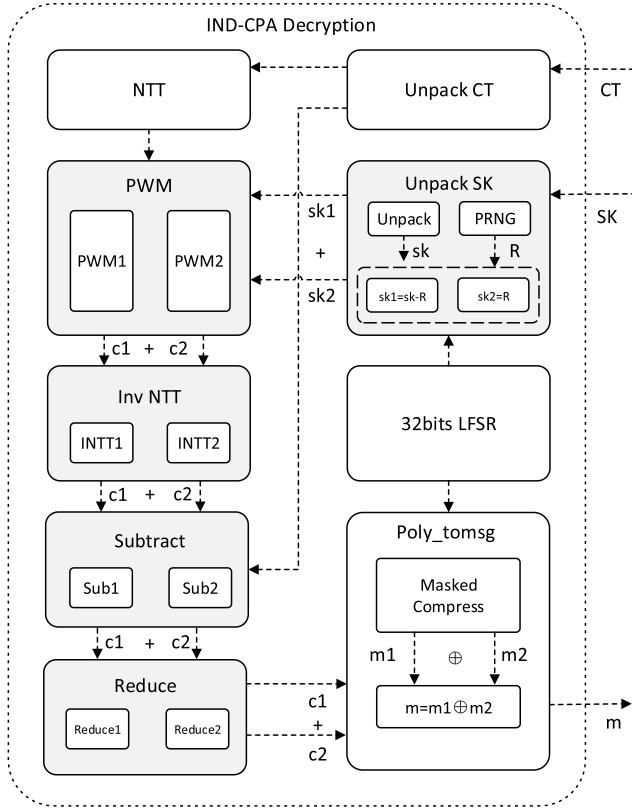 IND-CPA Decryption
NTT
Unpack CT
CT
PWM
PWM1
PWM2
sk1
+
sk2
Unpack SK
Unpack
PRNG
sk
R
sk1=sk-R
sk2=R
SK
c1 + c2
Inv NTT
INTT1
INTT2
32bits LFSR
c1 + c2
Subtract
Sub1
Sub2
c1 + c2
Reduce
Reduce1
Reduce2
c1
+
c2
Poly_tomsg
Masked
Compress
m1 ⊕ m2
m=m1⊕m2
m